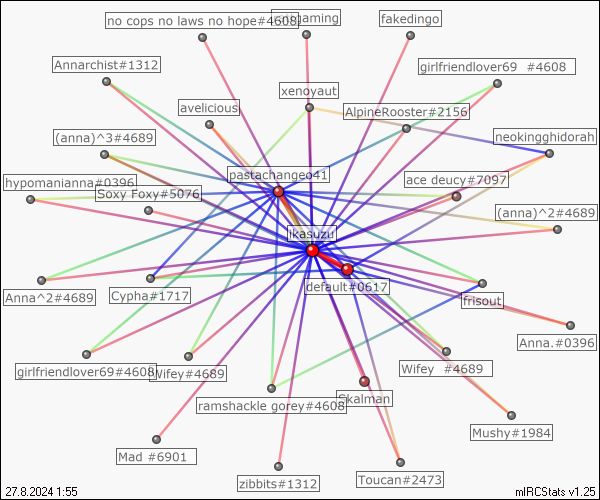 no cops no laws no hope#4608
gaming
fakedingo
Annarchist#1312
girlfriendlover69 #4608
xenoyaut
avelicious
AlpineRooster#2156
(anna)^3#4689
neokingghidorah
pastachangeo41
ace deucy#7097
hypomanianna#0396
Soxy Foxy#5076
(anna)^2#4689
jikasuzu
default#0617
Anna^2#4689
Cypha#1717
frisout
Anna.#0396
girlfriendlover69#4608
Wifey#4689
Wifey #4689
ramshackle gorey#4608
Skalman
Mushy#1984
Mad #6901
zibbits#1312
Toucan#2473
27.8.2024 1:55
mIRCStats v1.25